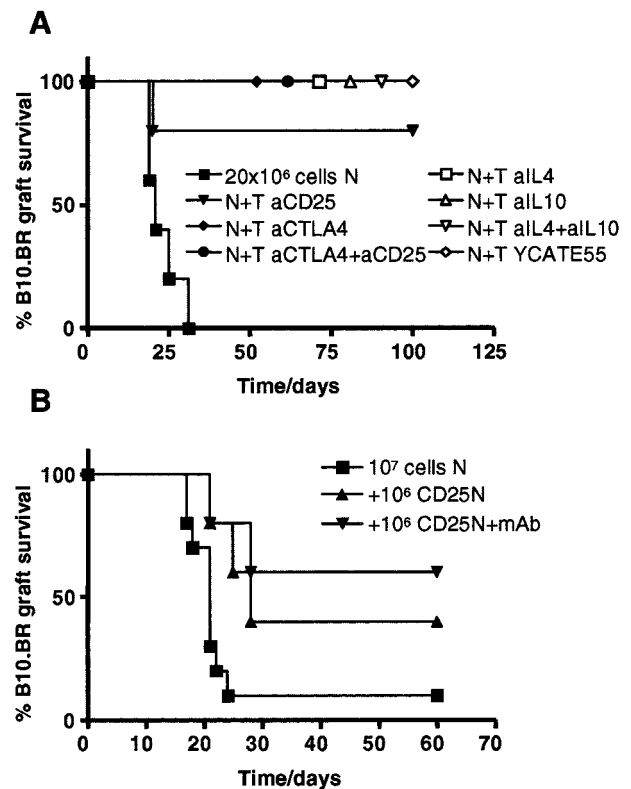 A
100
50
0
% B10.BR graft survival
20x10⁶ cells N
N+T aCD25
N+T aCTLA4
N+T aCTLA4+aCD25
N+T aIL4
N+T aIL10
N+T aIL4+aIL10
N+T YCATE55
0 25 50 75 100 125
Time/days
B
100
50
0
% B10.BR graft survival
10⁷ cells N
+10⁶ CD25N
+10⁶ CD25N+mAb
0 10 20 30 40 50 60 70
Time/days